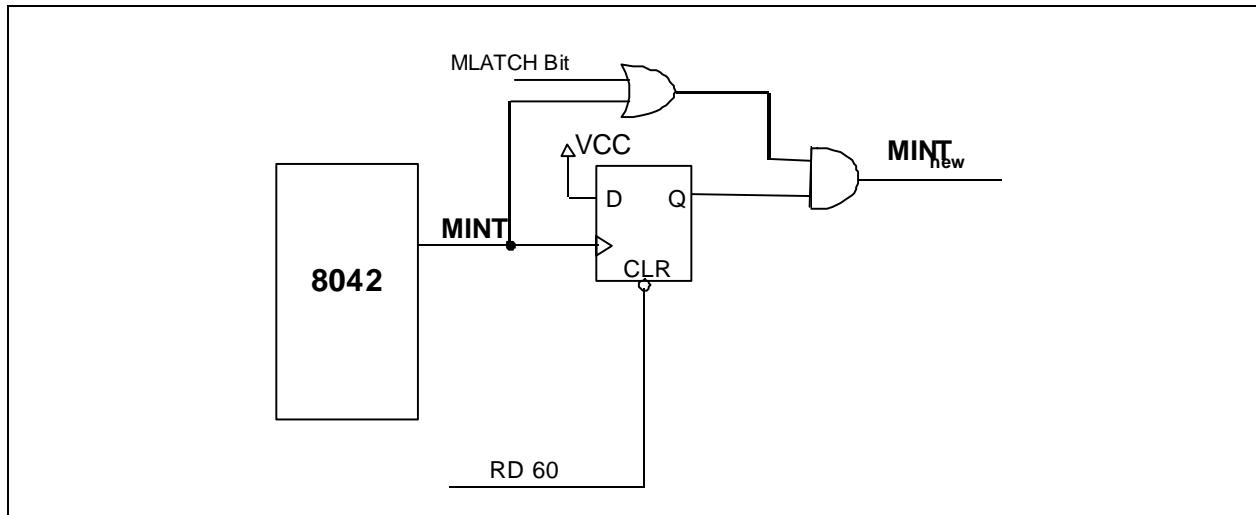 MLATCH Bit
VCC
MINTnew
D
Q
MINT
CLR
8042
RD 60